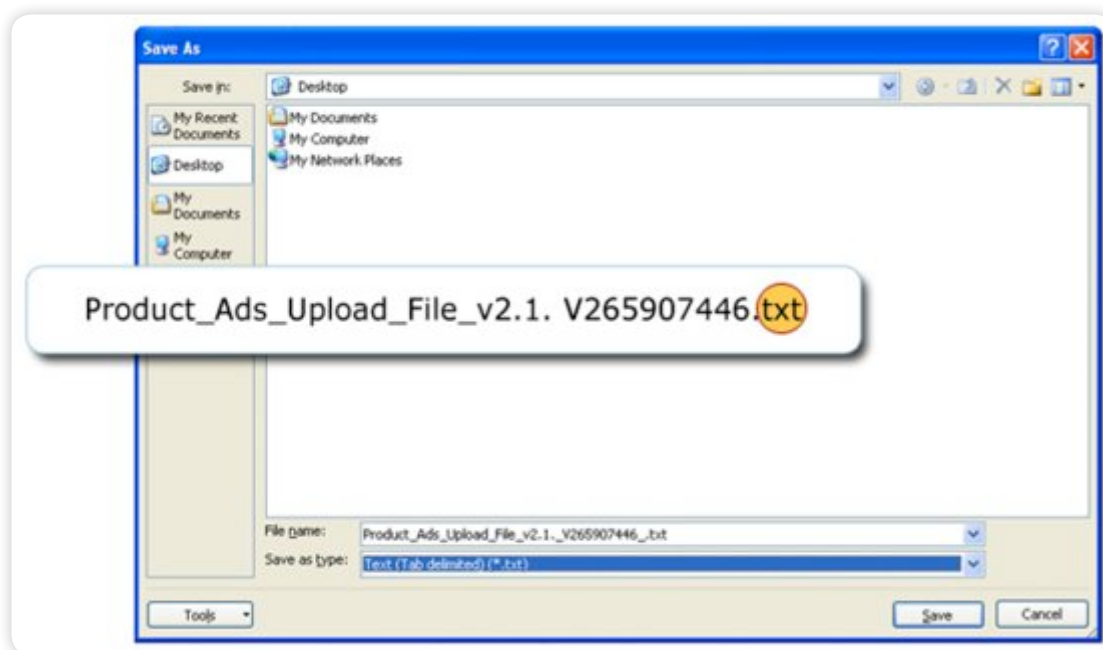 Save As
Save in:
Desktop
My Recent
Documents
Desktop
My
Documents
My
Computer
My Documents
My Computer
My Network Places
Product_Ads_Upload_File_v2.1. V265907446.txt
File name:
Product_Ads_Upload_File_v2.1._V265907446_.txt
Save as type:
Text (Tab delimited) (*.txt)
Tools
Save
Cancel